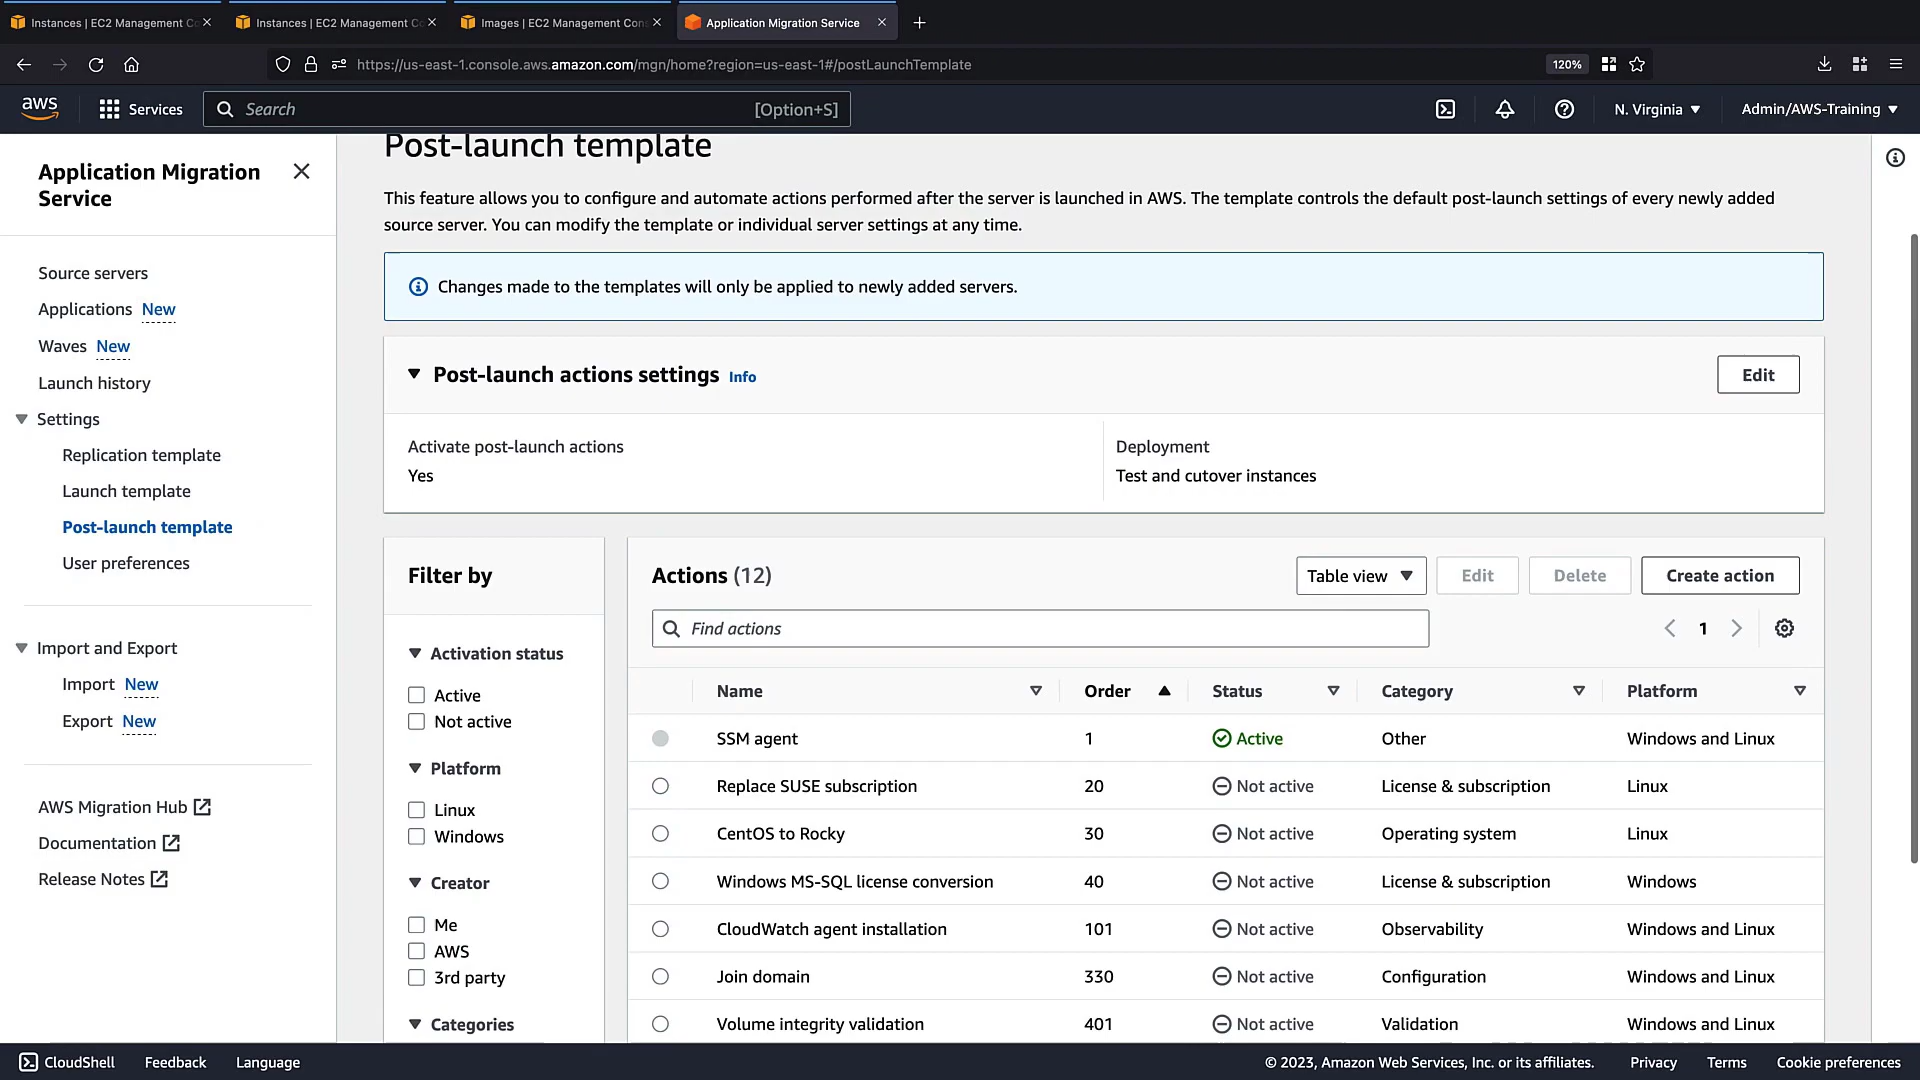 Instances | EC2 Management Co
Instances | EC2 Management Co
Images | EC2 Management Con
Application Migration Service
https://us-east-1.console.aws.amazon.com/mgn/home?region=us-east-1#/postLaunchTemplate
120%
aws
Services
Search
[Option+S]
N. Virginia
Admin/AWS-Training
Application Migration
Service
Source servers
Applications New
Waves New
Launch history
Settings
Replication template
Launch template
Post-launch template
User preferences
Import and Export
Import New
Export New
AWS Migration Hub
Documentation
Release Notes
Post-launch template
This feature allows you to configure and automate actions performed after the server is launched in AWS. The template controls the default post-launch settings of every newly added
source server. You can modify the template or individual server settings at any time.
Changes made to the templates will only be applied to newly added servers.
Post-launch actions settings Info
Edit
Activate post-launch actions
Yes
Deployment
Test and cutover instances
Filter by
Activation status
Active
Not active
Platform
Linux
Windows
Creator
Me
AWS
3rd party
Categories
Actions (12)
Table view
Edit
Delete
Create action
Find actions
1
Name Order Status Category Platform
SSM agent 1 Active Other Windows and Linux
Replace SUSE subscription 20 Not active License & subscription Linux
CentOS to Rocky 30 Not active Operating system Linux
Windows MS-SQL license conversion 40 Not active License & subscription Windows
CloudWatch agent installation 101 Not active Observability Windows and Linux
Join domain 330 Not active Configuration Windows and Linux
Volume integrity validation 401 Not active Validation Windows and Linux
CloudShell
Feedback
Language
© 2023, Amazon Web Services, Inc. or its affiliates.
Privacy
Terms
Cookie preferences